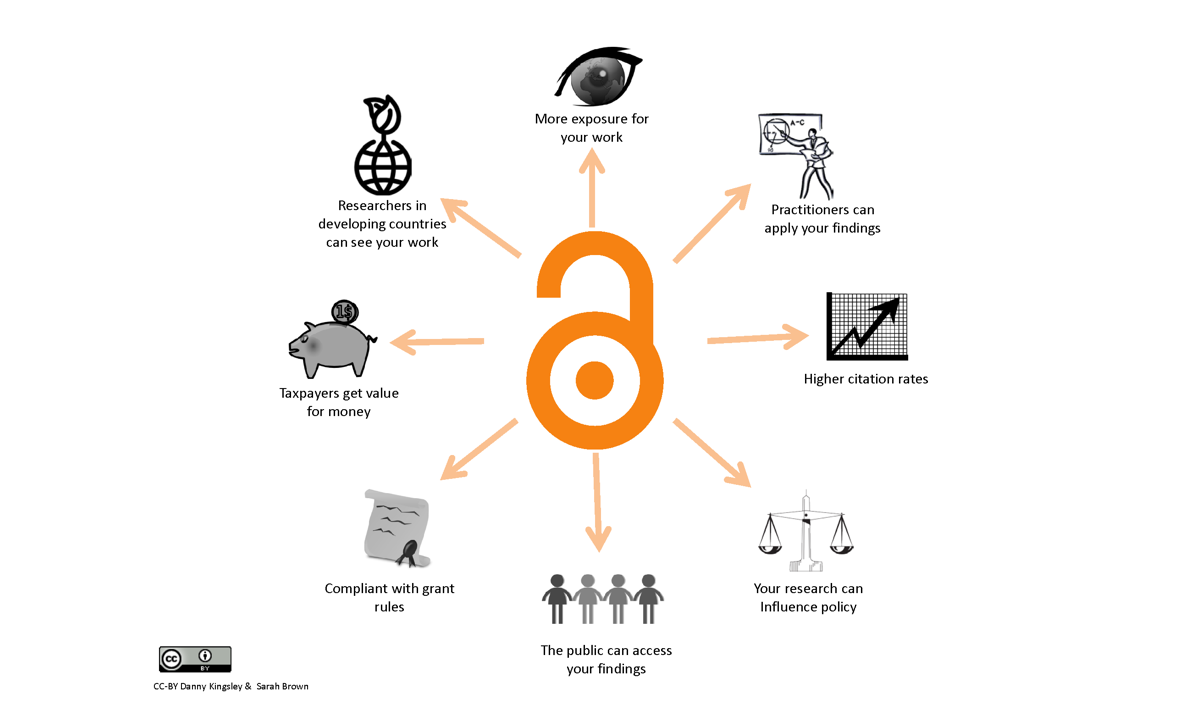 More exposure for
your work
A-C
Practitioners can
apply your findings
Researchers in
developing countries
can see your work
1$
Taxpayers get value
for money
Higher citation rates
Compliant with grant
rules
Your research can
Influence policy
The public can access
your findings
cc
BY
CC-BY Danny Kingsley & Sarah Brown